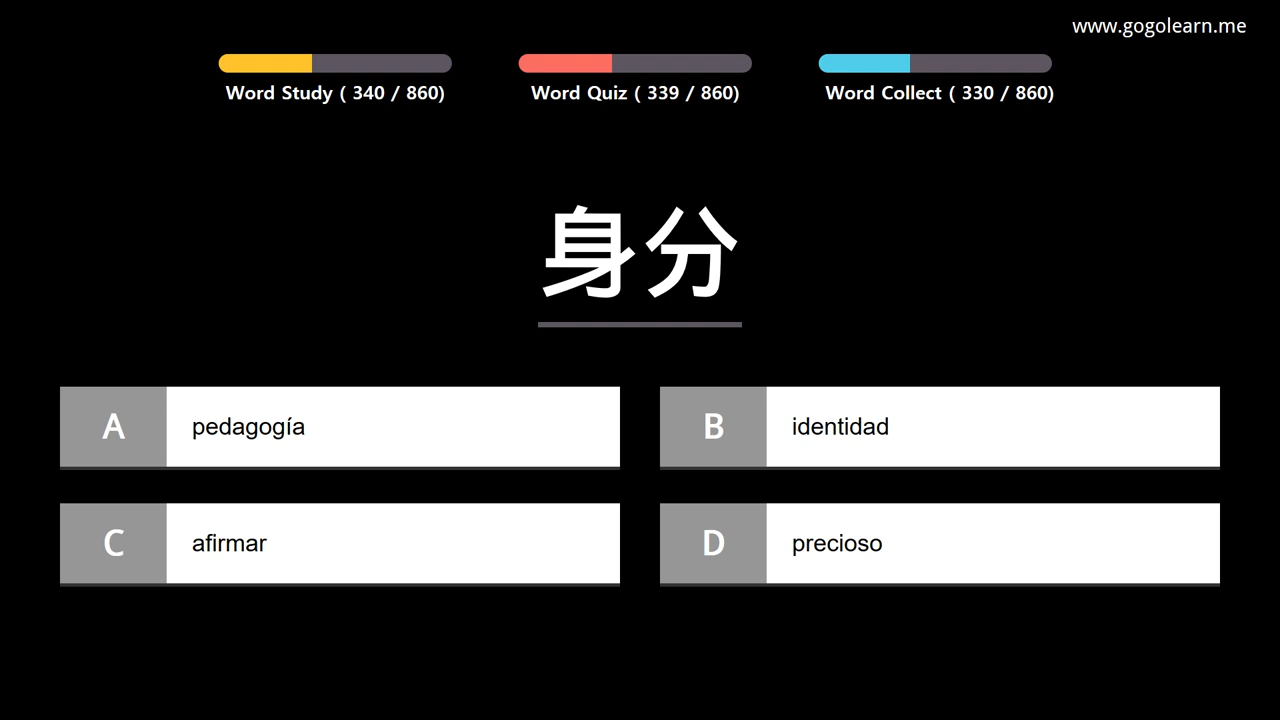 www.gogolearn.me
Word Study ( 340 / 860)
Word Quiz ( 339 / 860)
Word Collect ( 330 / 860)
身分
A pedagogía
B identidad
C afirmar
D precioso